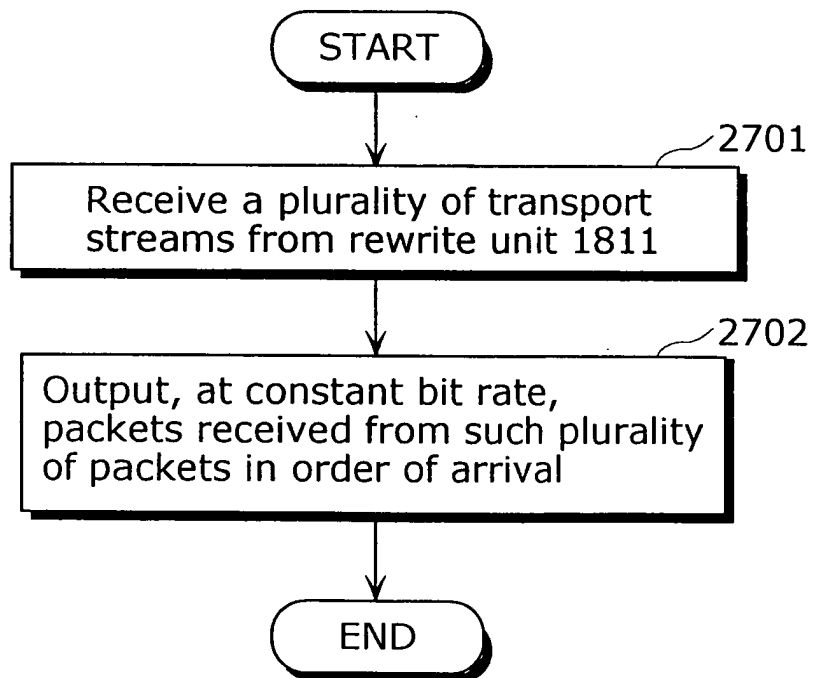 START
2701
Receive a plurality of transport
streams from rewrite unit 1811
2702
Output, at constant bit rate,
packets received from such plurality
of packets in order of arrival
END